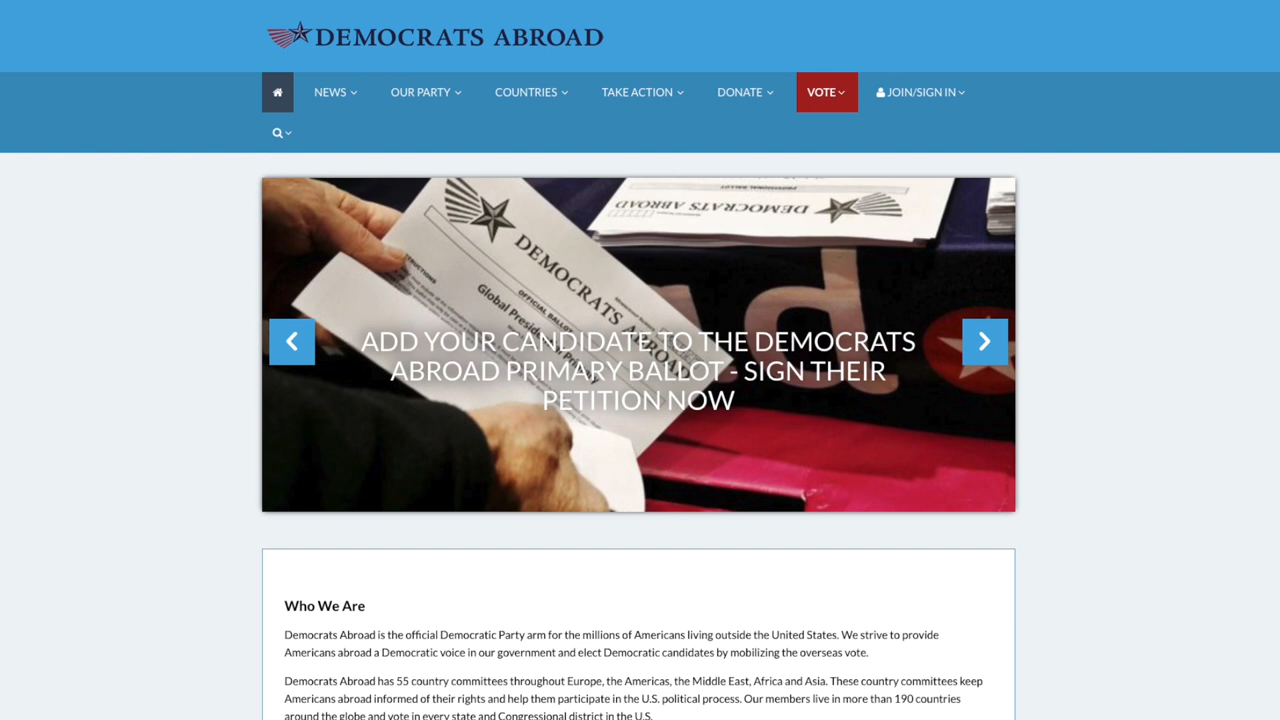 DEMOCRATS ABROAD
NEWS
OUR PARTY
COUNTRIES
TAKE ACTION
DONATE
VOTE
JOIN/SIGN IN
DEMOCRATS ABROAD
DEMOCRATS ABROAD
OFFICIAL BALLOT
ADD YOUR CANDIDATE TO THE DEMOCRATS
ABROAD PRIMARY BALLOT - SIGN THEIR
PETITION NOW
Who We Are
Democrats Abroad is the official Democratic Party arm for the millions of Americans living outside the United States. We strive to provide
Americans abroad a Democratic voice in our government and elect Democratic candidates by mobilizing the overseas vote.
Democrats Abroad has 55 country committees throughout Europe, the Americas, the Middle East, Africa and Asia. These country committees keep
Americans abroad informed of their rights and help them participate in the U.S. political process. Our members live in more than 190 countries
around the globe and vote in every state and Congressional district in the U.S.